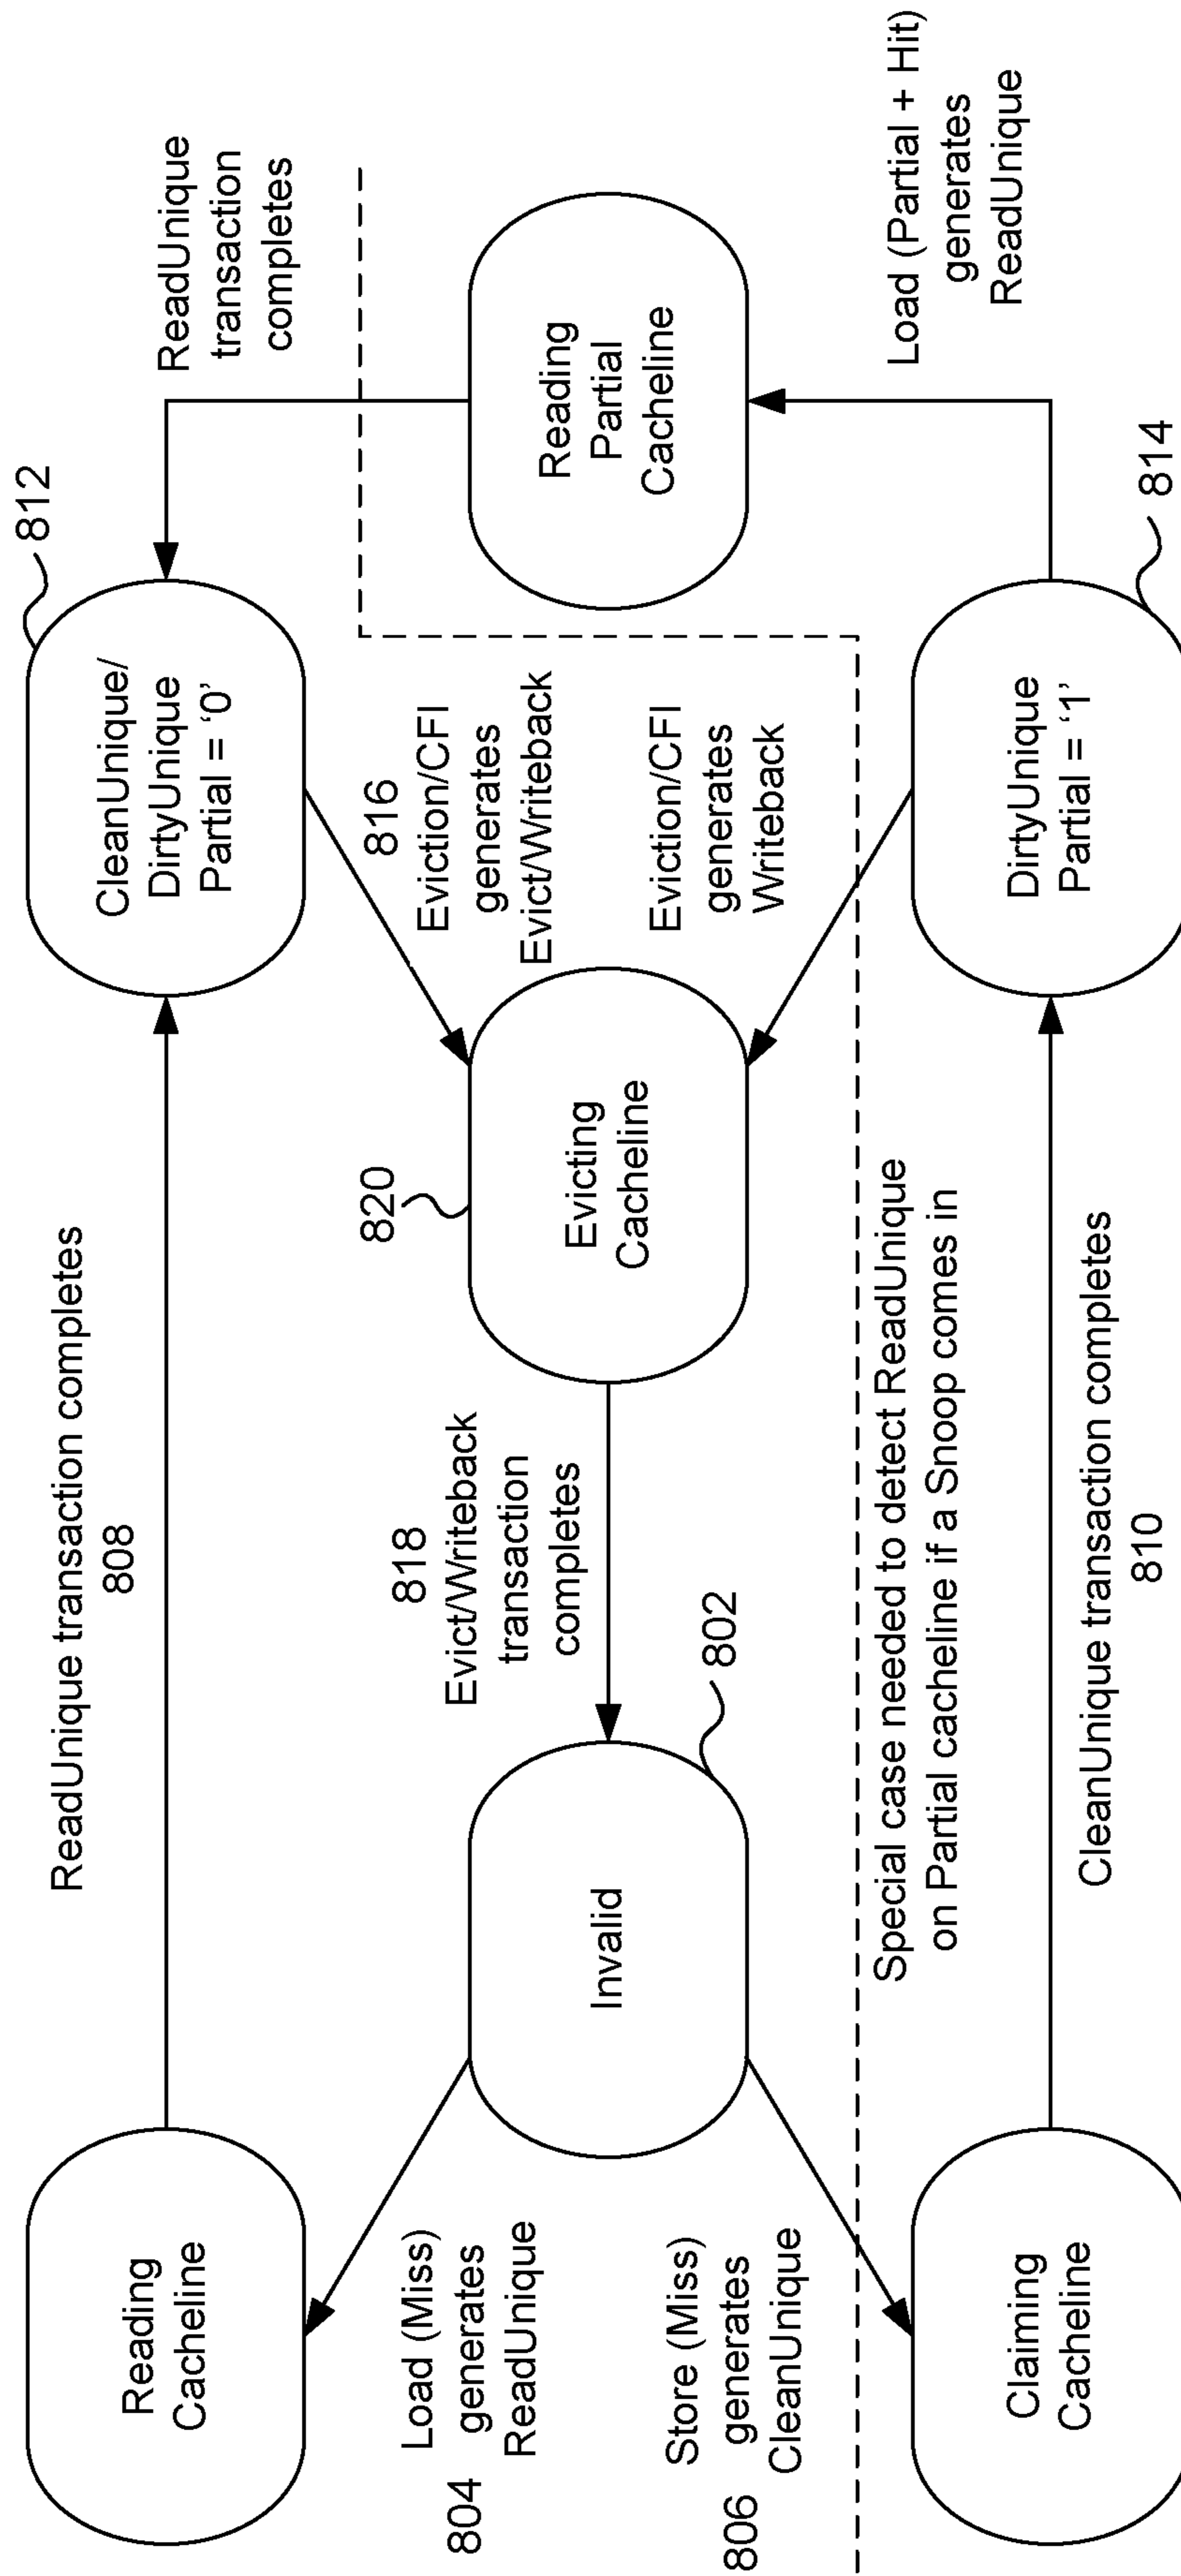 ReadUnique transaction completes
808
Reading
Cacheline
CleanUnique/
DirtyUnique
Partial = ‘0’
812
ReadUnique
transaction
completes
804
Load (Miss)
generates
ReadUnique
818
Evict/Writeback
transaction
completes
816
Eviction/CFI
generates
Evict/Writeback
820
Invalid
802
Evicting
Cacheline
Reading
Partial
Cacheline
806
Store (Miss)
generates
CleanUnique
Eviction/CFI
generates
Writeback
Special case needed to detect ReadUnique
on Partial cacheline if a Snoop comes in
Load (Partial + Hit)
generates
ReadUnique
Claiming
Cacheline
CleanUnique transaction completes
810
DirtyUnique
Partial = ‘1’
814